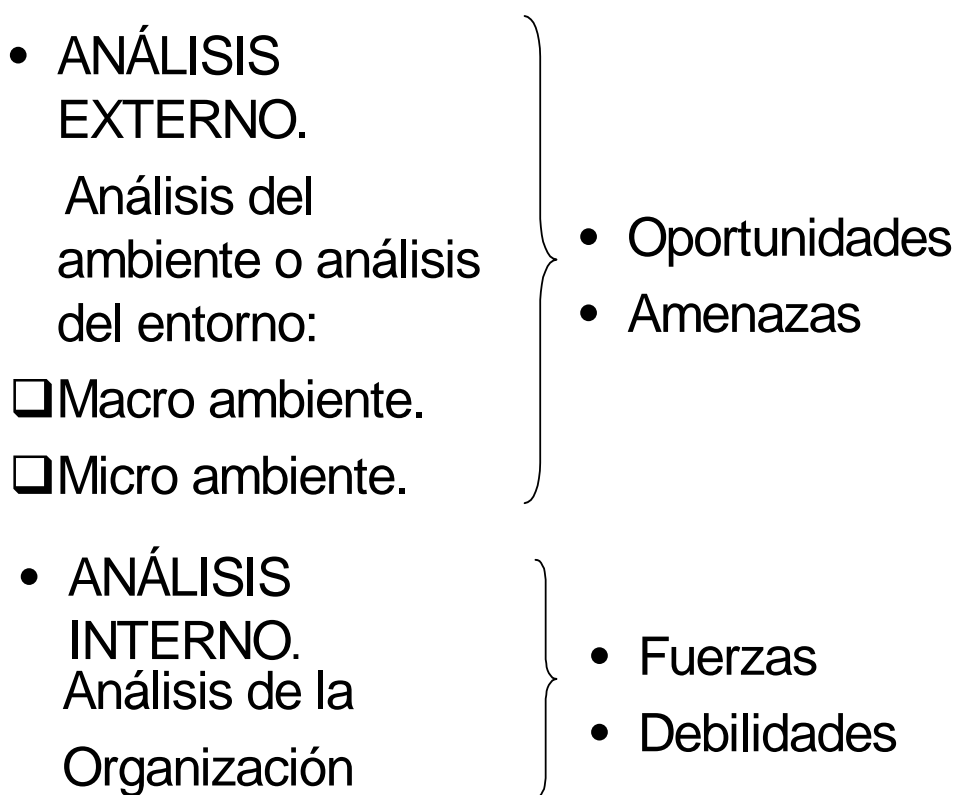 • ANÁLISIS
EXTERNO.
Análisis del
ambiente o análisis
del entorno:
❑Macro ambiente.
❑Micro ambiente.
• Oportunidades
• Amenazas
• ANÁLISIS
INTERNO.
Análisis de la
Organización
• Fuerzas
• Debilidades